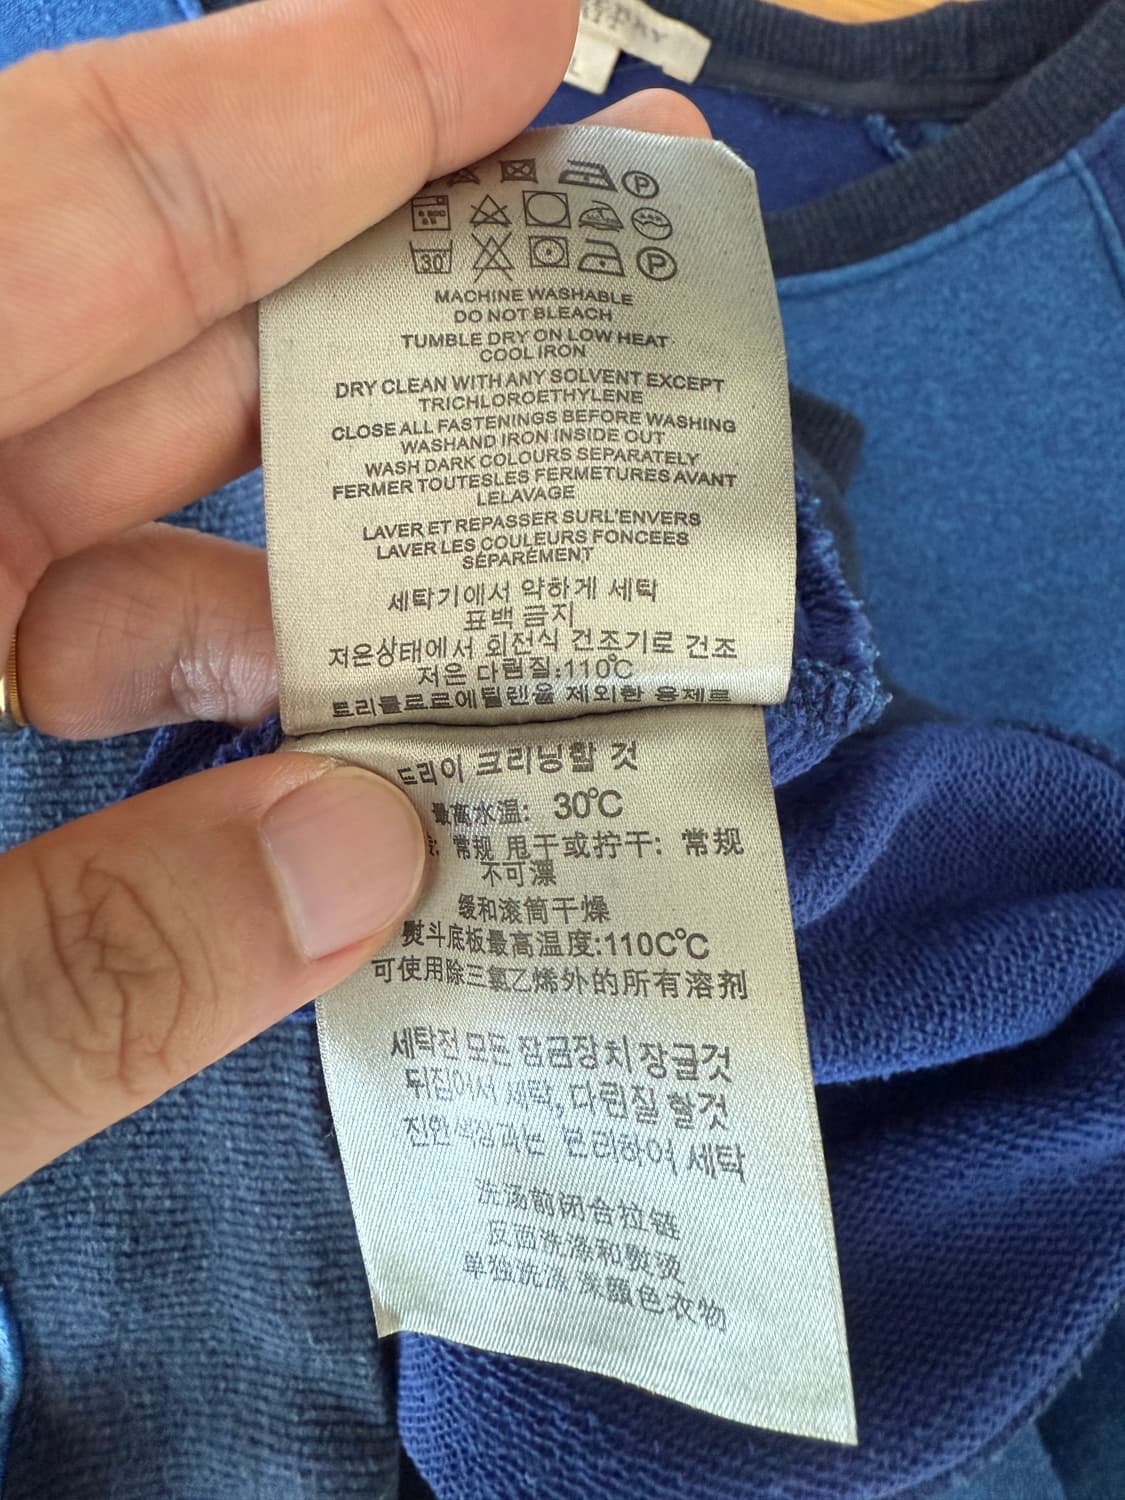 30
P
P
MACHINE WASHABLE
DO NOT BLEACH
TUMBLE DRY ON LOW HEAT
COOL IRON
DRY CLEAN WITH ANY SOLVENT EXCEPT
TRICHLOROETHYLENE
CLOSE ALL FASTENINGS BEFORE WASHING
WASHAND IRON INSIDE OUT
WASH DARK COLOURS SEPARATELY
FERMER TOUTESLES FERMETURES AVANT
LELAVAGE
LAVER ET REPASSER SURL'ENVERS
LAVER LES COULEURS FONCEES
SÉPARÉMENT
세탁기에서 약하게 세탁
표백 금지
저온상태에서 회전식 건조기로 건조
저온 다림질:110℃
트리클로로에틸렌을 제외한 용제로
드라이 크리닝할 것
最高水温: 30℃
常规 甩干或拧干: 常规
不可漂
缓和滚筒干燥
熨斗底板最高温度:110C℃
可使用除三氯乙烯外的所有溶剂
세탁전 모든 잠금장치 장글것
뒤집어서 세탁, 다린질 할것
진한색상과는 분리하여 세탁
洗汤前闭合拉链
反面洗涤和熨烫
单独洗涤 深顏色衣物